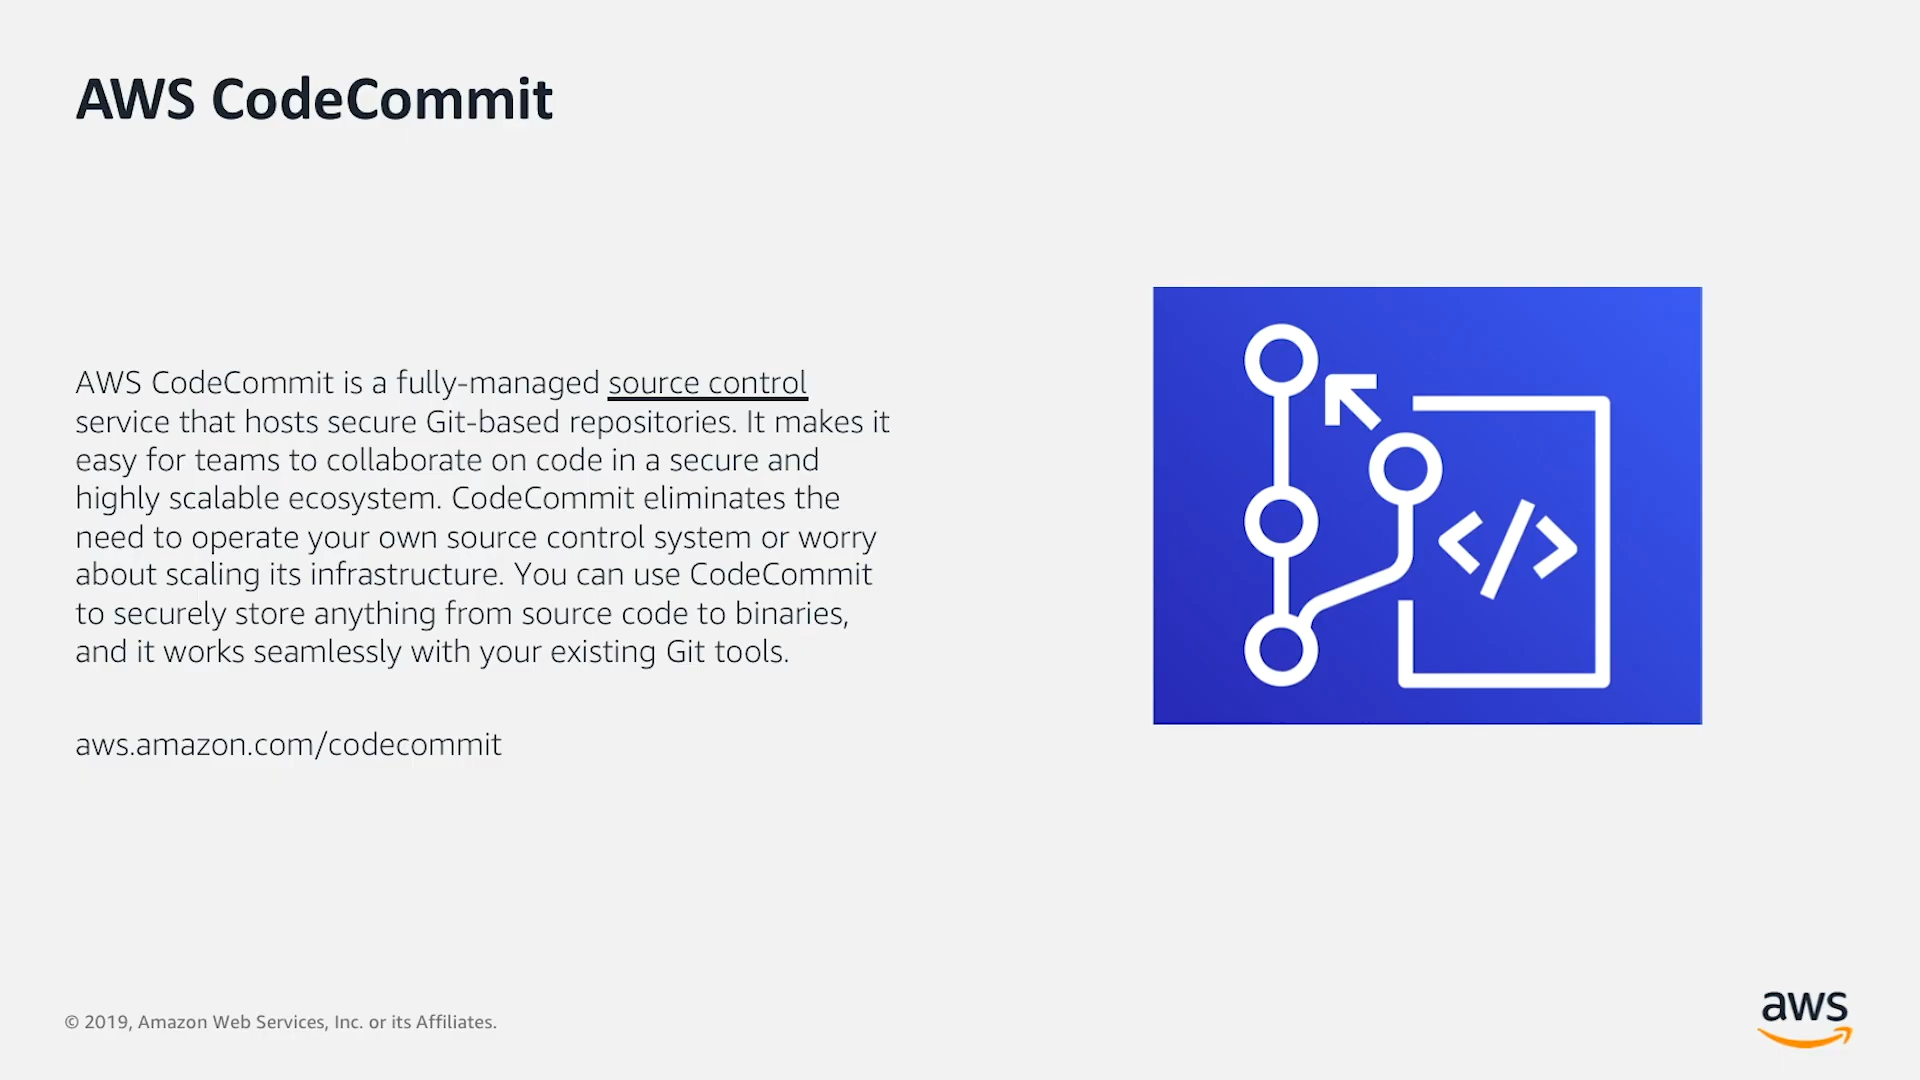 AWS CodeCommit
AWS CodeCommit is a fully-managed source control
service that hosts secure Git-based repositories. It makes it
easy for teams to collaborate on code in a secure and
highly scalable ecosystem. CodeCommit eliminates the
need to operate your own source control system or worry
about scaling its infrastructure. You can use CodeCommit
to securely store anything from source code to binaries,
and it works seamlessly with your existing Git tools.
aws.amazon.com/codecommit
</>
© 2019, Amazon Web Services, Inc. or its Affiliates.
aws